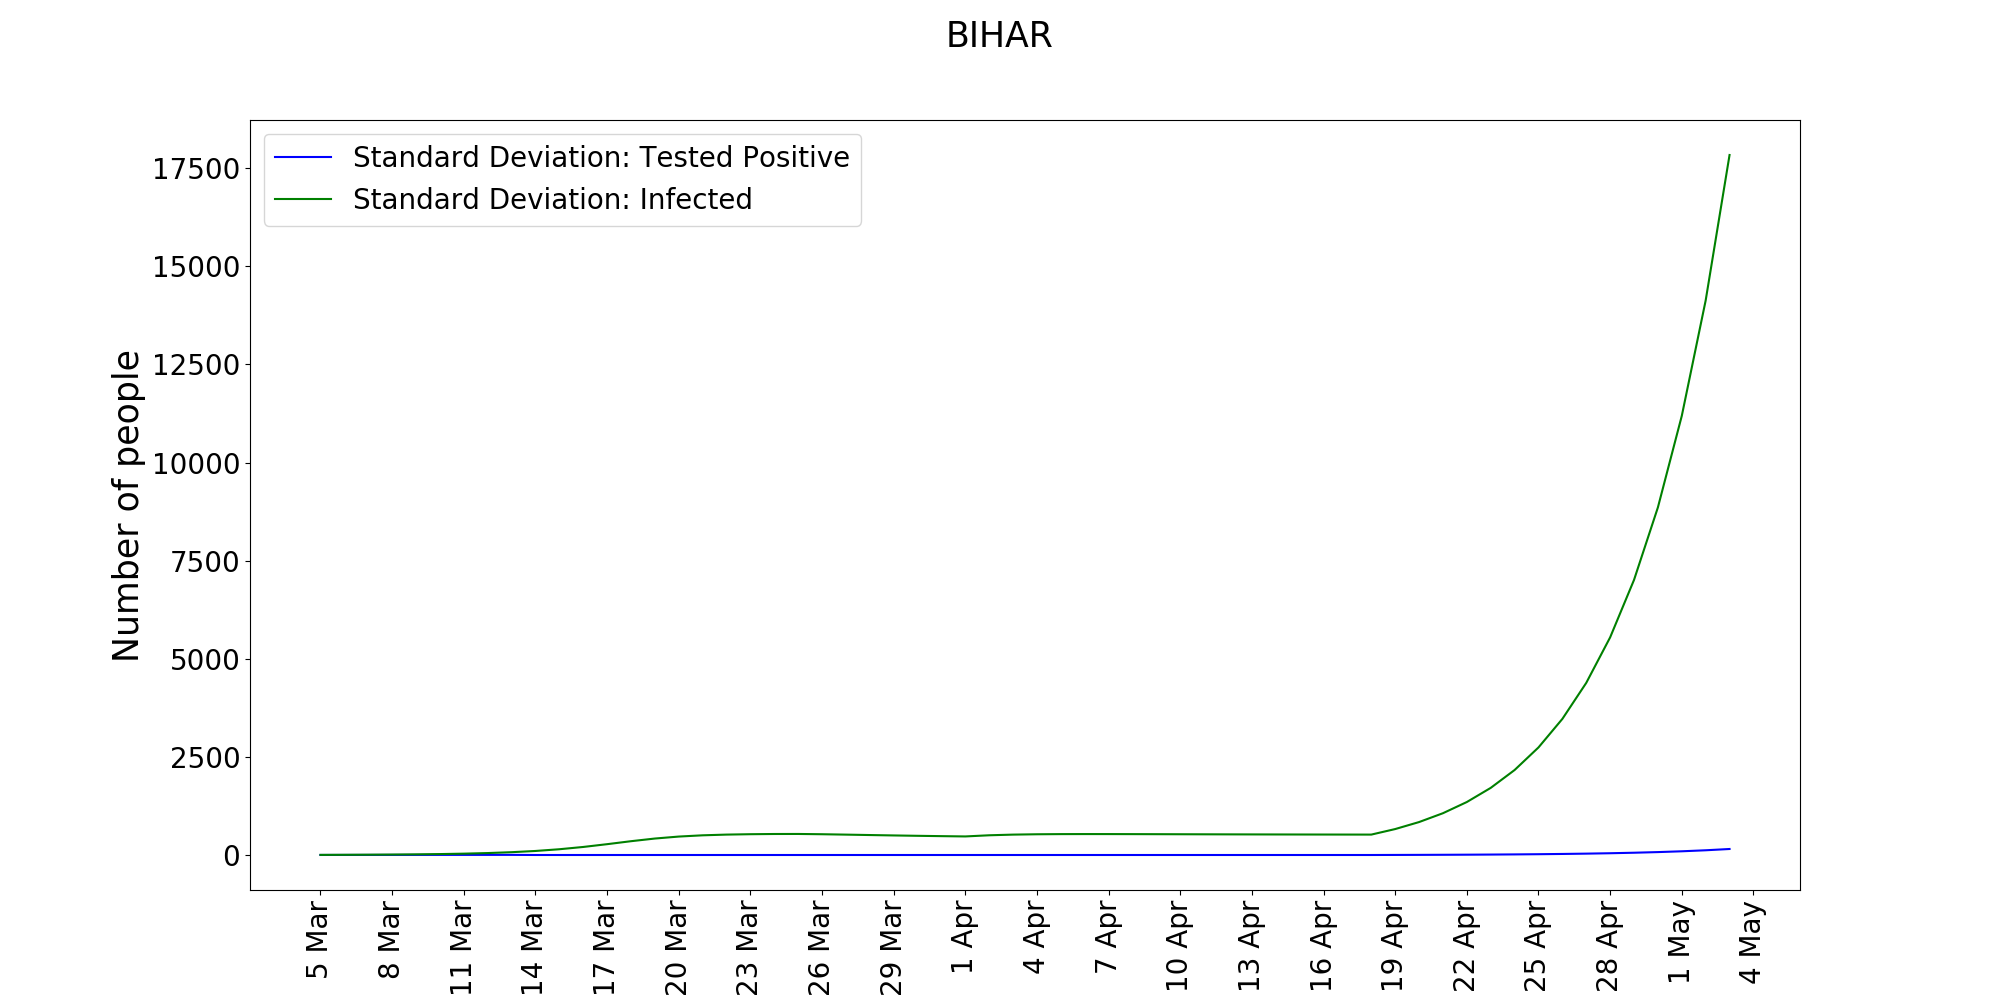 BIHAR
Standard Deviation: Tested Positive
Standard Deviation: Infected
Number of people
17500
15000
12500
10000
7500
5000
2500
0
5 Mar
8 Mar
11 Mar
14 Mar
17 Mar
20 Mar
23 Mar
26 Mar
29 Mar
1 Apr
4 Apr
7 Apr
10 Apr
13 Apr
16 Apr
19 Apr
22 Apr
25 Apr
28 Apr
1 May
4 May